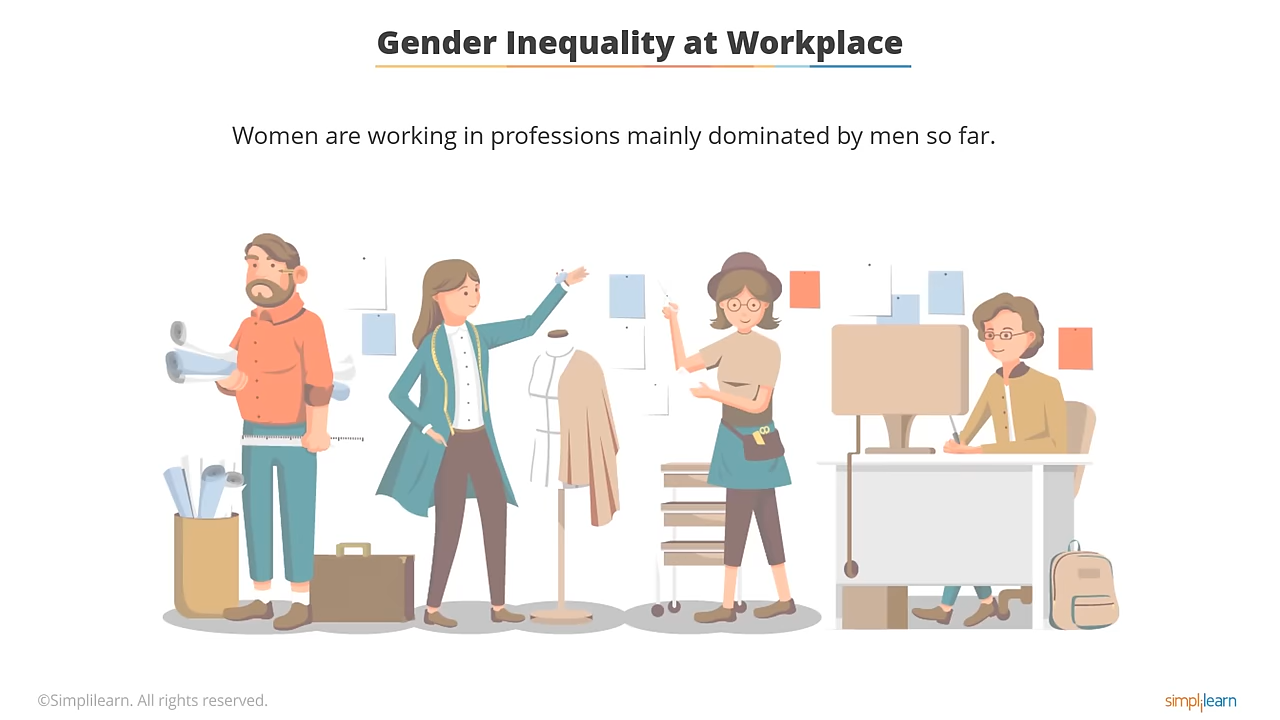 Gender Inequality at Workplace
Women are working in professions mainly dominated by men so far.
©Simplilearn. All rights reserved.
simplilearn